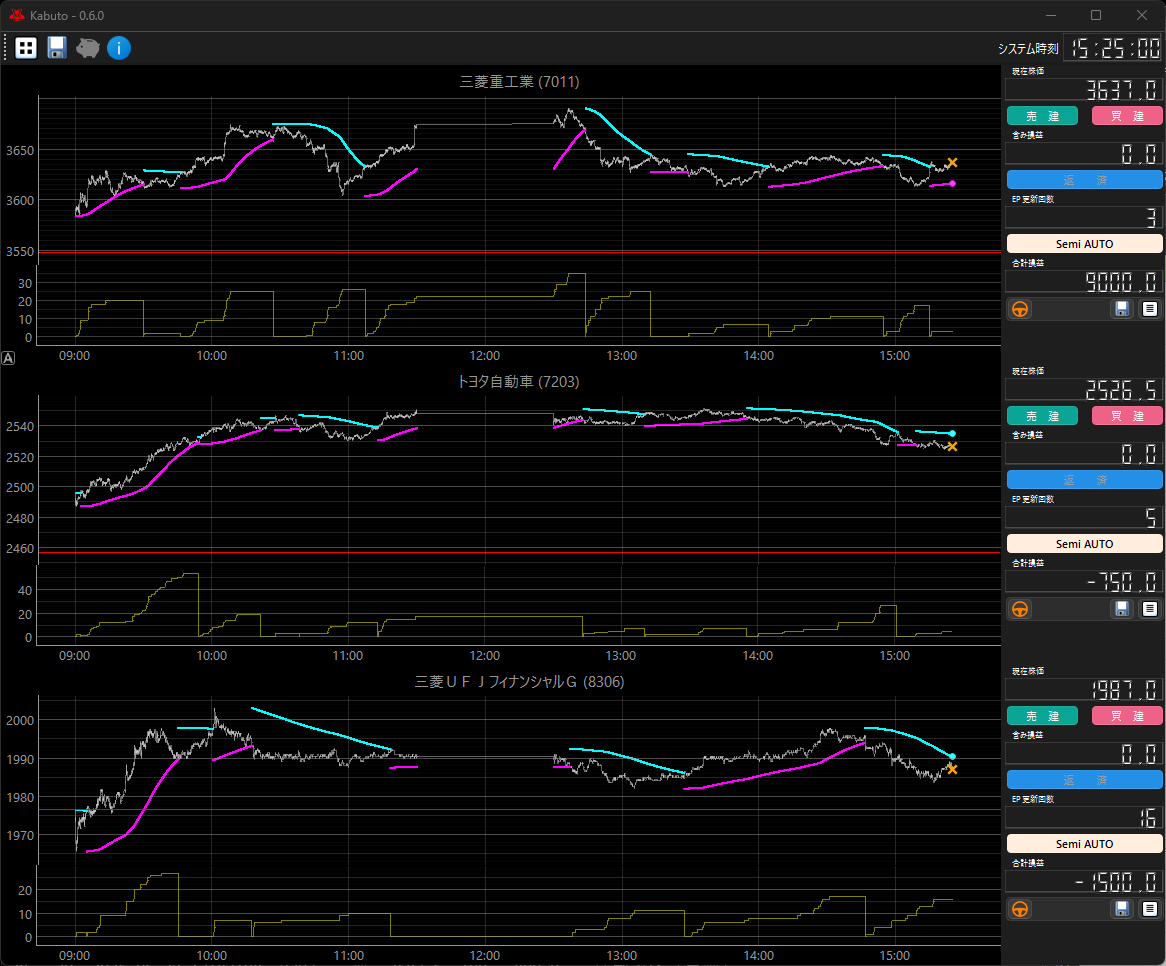 Kabuto - 0.6.0
システム時刻 15:25:00
三菱重工業 (7011)
3650
3600
3550
30
20
10
0
09:00 10:00 11:00 12:00 13:00 14:00 15:00
現在株価
3637.0
売 建 買 建
含み損益
0.0
返 済
EP 更新回数
3
Semi AUTO
合計損益
9000.0
A
トヨタ自動車 (7203)
2540
2520
2500
2480
2460
40
20
0
09:00 10:00 11:00 12:00 13:00 14:00 15:00
現在株価
2526.5
売 建 買 建
含み損益
0.0
返 済
EP 更新回数
5
Semi AUTO
合計損益
-750.0
三菱ＵＦＪフィナンシャルＧ (8306)
2000
1990
1980
1970
20
10
0
09:00 10:00 11:00 12:00 13:00 14:00 15:00
現在株価
1987.0
売 建 買 建
含み損益
0.0
返 済
EP 更新回数
16
Semi AUTO
合計損益
-1500.0